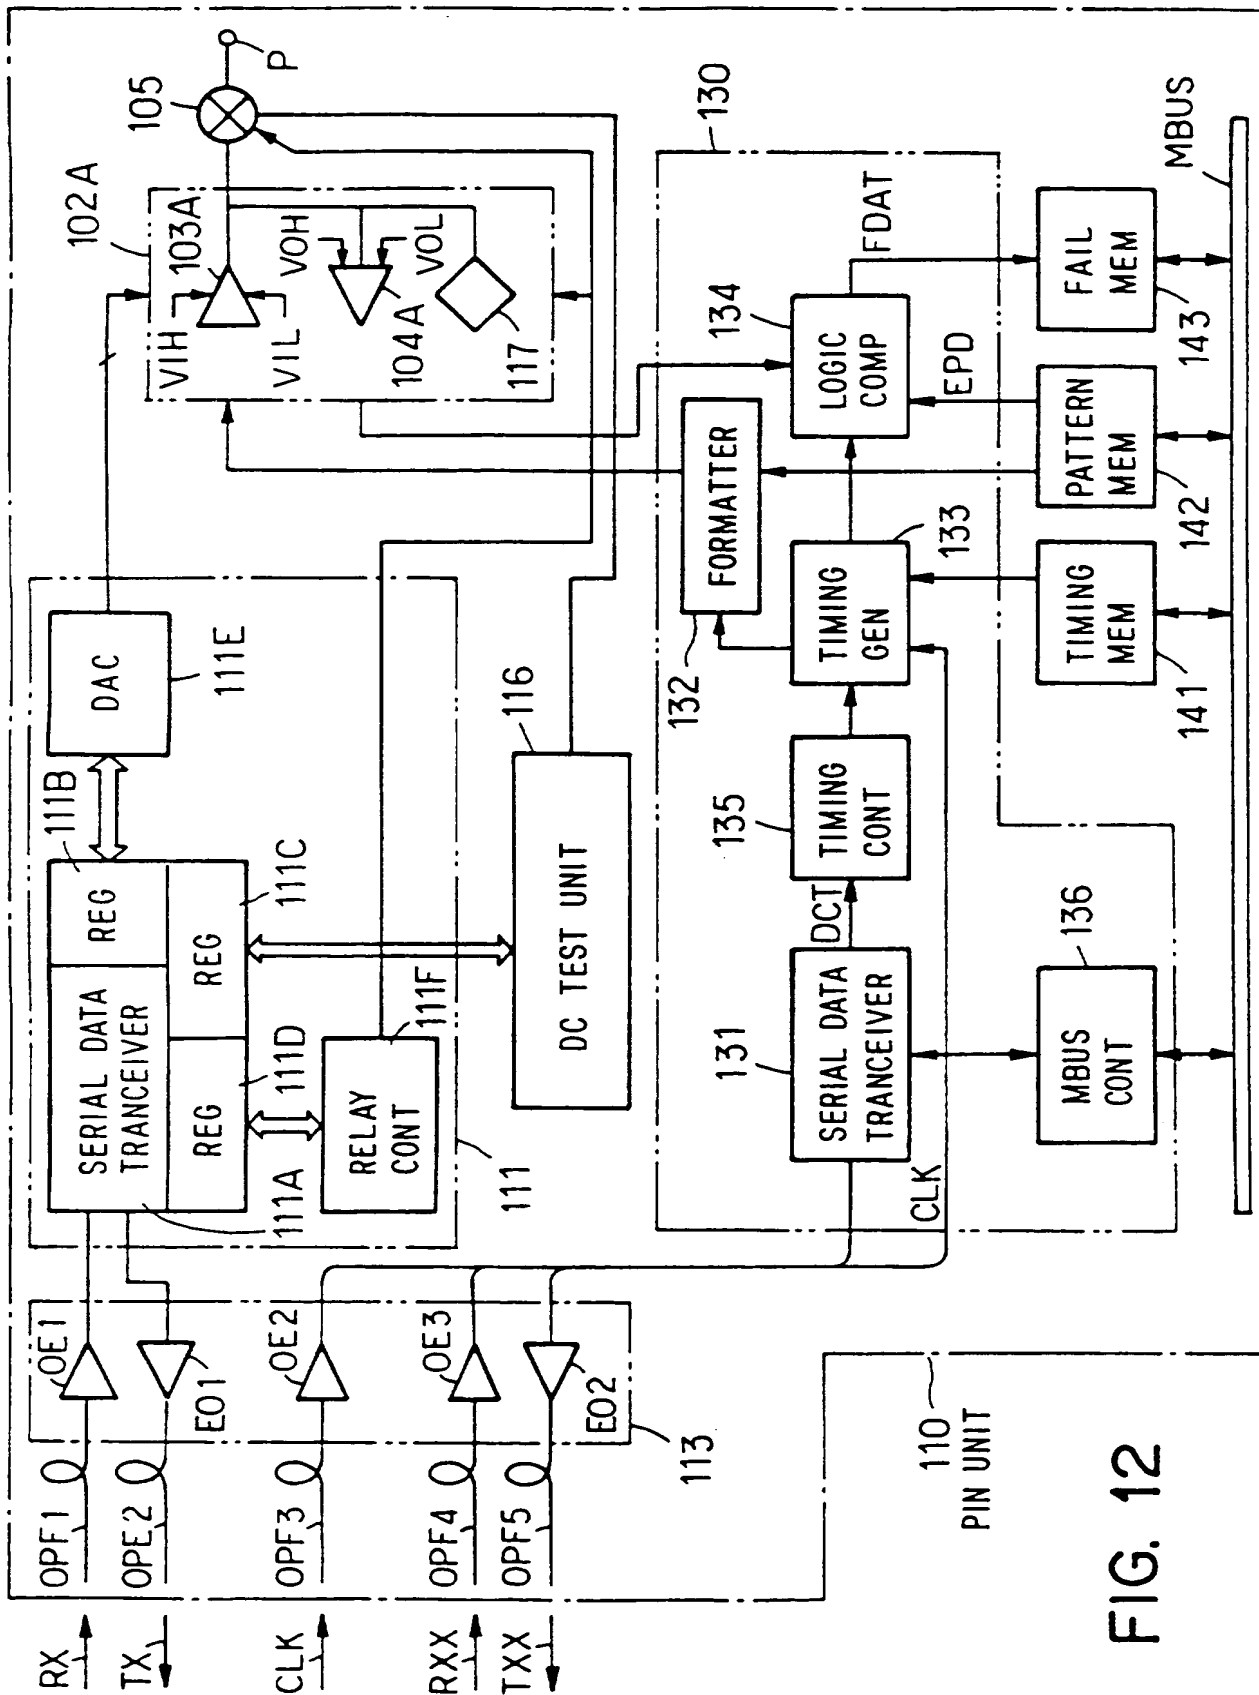 RX
TX
CLK
RXX
TXX
OPF1
OPE2
OPF3
OPF4
OPF5
OE1
EO1
OE2
OE3
EO2
113
SERIAL DATA
TRANCEIVER
111A
REG
111B
REG
111C
REG
111D
RELAY
CONT
111F
DAC
111E
111
DC TEST UNIT
116
102A
103A
VIH
VIL
VOH
VOL
104A
117
105
P
130
SERIAL DATA
TRANCEIVER
131
DCT
TIMING
CONT
135
TIMING
GEN
133
FORMATTER
132
LOGIC
COMP
134
FDAT
EPD
CLK
MBUS
CONT
136
TIMING
MEM
141
PATTERN
MEM
142
FAIL
MEM
143
MBUS
110
PIN UNIT
FIG. 12